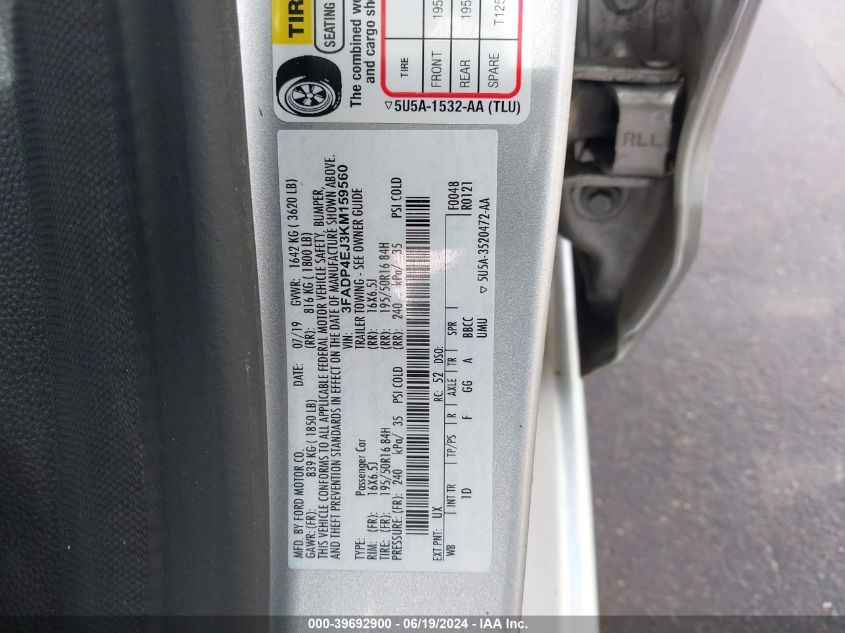 TIR
SEATING
The combined we
and cargo sh
TIRE
FRONT 195
REAR 195
SPARE T125
▽5U5A-1532-AA (TLU)
RLL
MFD. BY FORD MOTOR CO.
DATE: 07/19 GVWR: 1642 KG ( 3620 LB)
GAWR: (FR): 839 KG ( 1850 LB) (RR): 816 KG ( 1800 LB)
THIS VEHICLE CONFORMS TO ALL APPLICABLE FEDERAL MOTOR VEHICLE SAFETY, BUMPER,
AND THEFT PREVENTION STANDARDS IN EFFECT ON THE DATE OF MANUFACTURE SHOWN ABOVE.
VIN: 3FADP4EJ3KM159560
TYPE: Passenger Car TRAILER TOWING - SEE OWNER GUIDE
RIM: (FR): 16X6.5J (RR): 16X6.5J
TIRE: (FR): 195/50R16 84H (RR): 195/50R16 84H
PRESSURE:(FR): 240 kPa/ 35 PSI COLD (RR): 240 kPa/ 35 PSI COLD
EXT PNT: UX RC: 52 DSO: F0048
R0121
WB INT TR TP/PS R AXLE TR SPR
1D F GG A BBCC
UMU
▽5U5A-3520472-AA
000-39692900 - 06/19/2024 - IAA Inc.